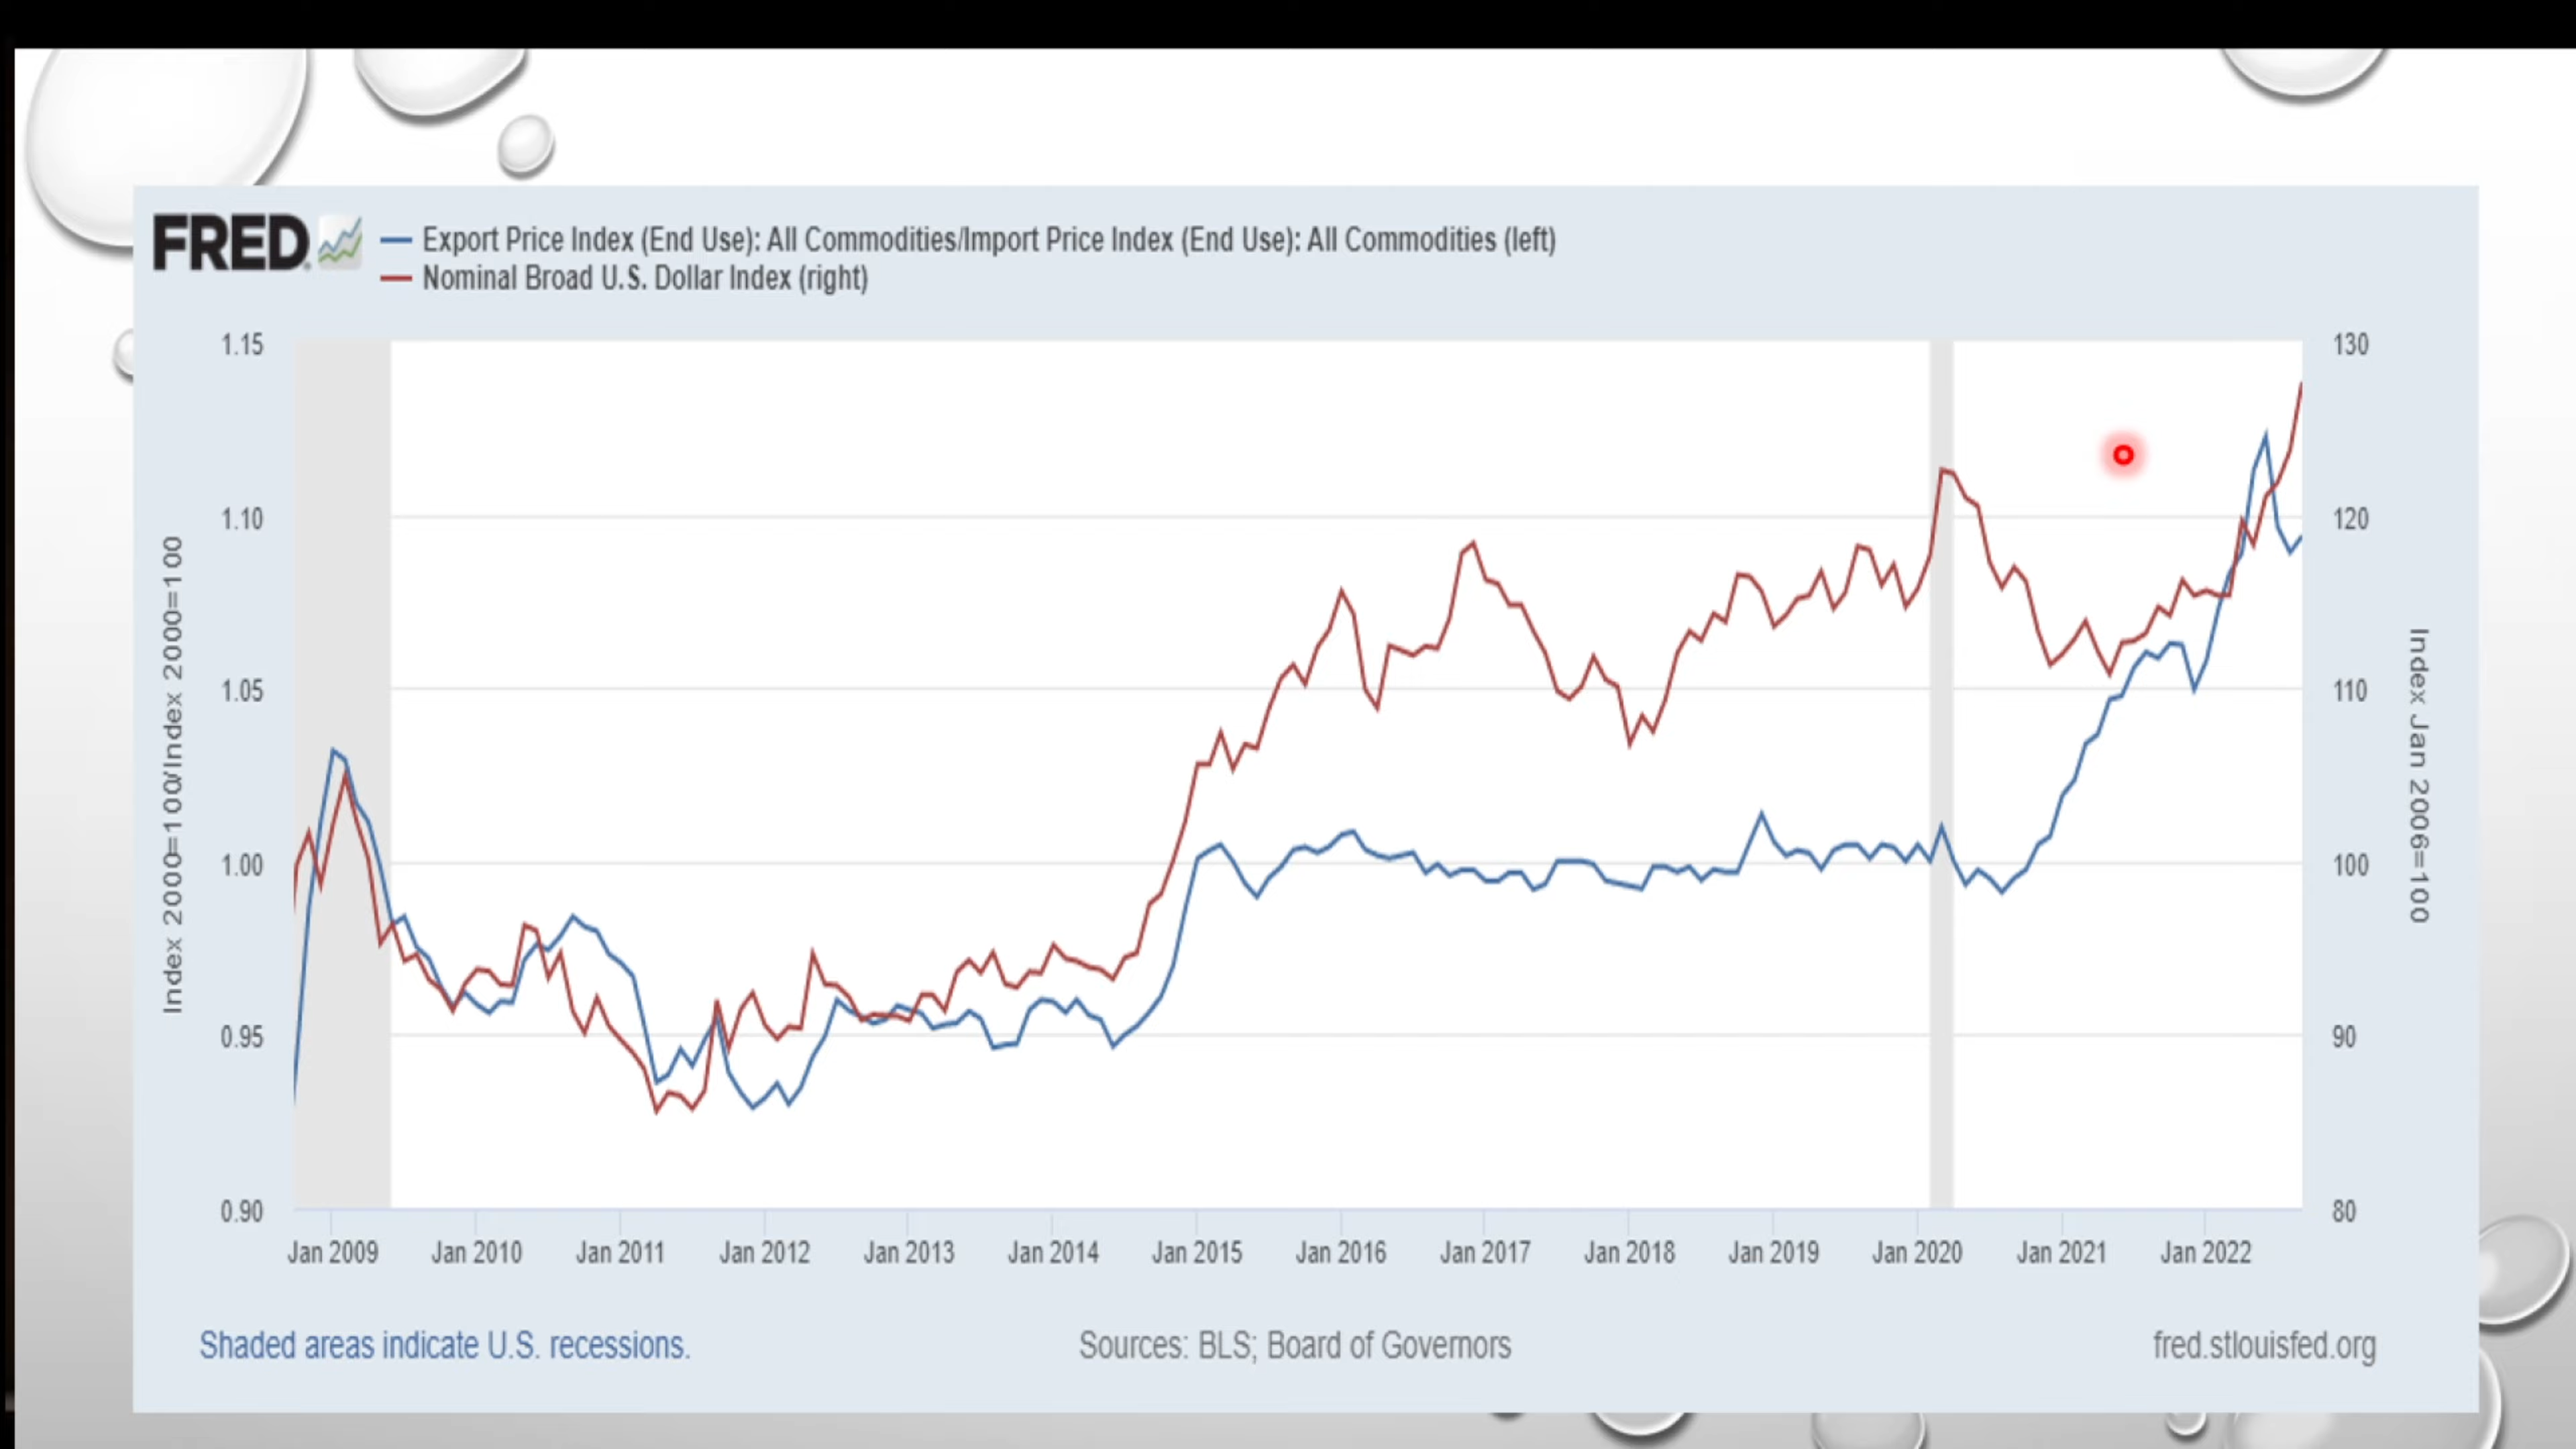 FRED
Export Price Index (End Use): All Commodities/Import Price Index (End Use): All Commodities (left)
Nominal Broad U.S. Dollar Index (right)
1.15
1.10
1.05
1.00
0.95
0.90
Index 2000=100/Index 2000=100
130
120
110
100
90
80
Index Jan 2006=100
Jan 2009 Jan 2010 Jan 2011 Jan 2012 Jan 2013 Jan 2014 Jan 2015 Jan 2016 Jan 2017 Jan 2018 Jan 2019 Jan 2020 Jan 2021 Jan 2022
Shaded areas indicate U.S. recessions.
Sources: BLS; Board of Governors
fred.stlouisfed.org